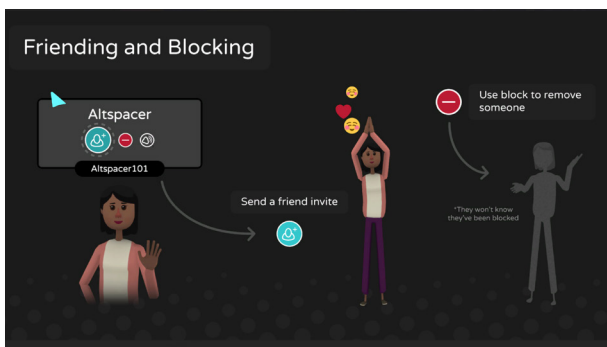 Friending and Blocking
Altspacer
Altspacer101
Send a friend invite
Use block to remove
someone
*They won't know
they've been blocked